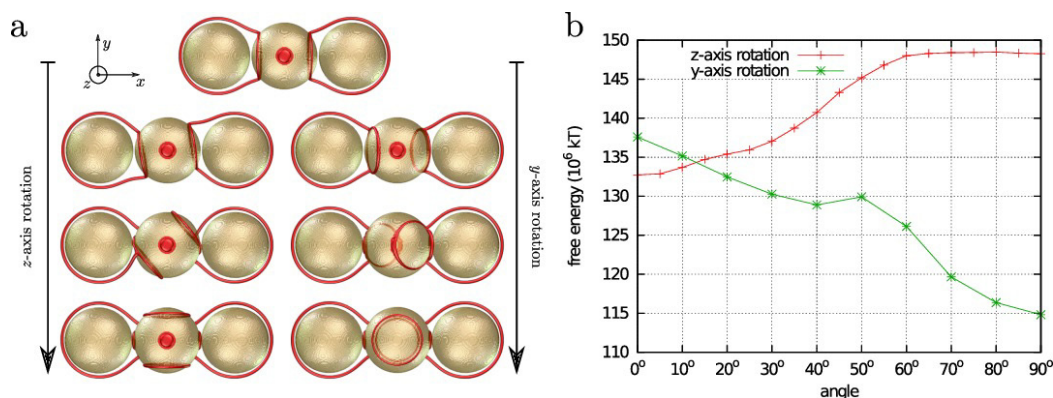 a
y
z
x
z-axis rotation
y-axis rotation
b
free energy (10⁶ kT)
150
145
140
135
130
125
120
115
110
z-axis rotation
y-axis rotation
0° 10° 20° 30° 40° 50° 60° 70° 80° 90°
angle